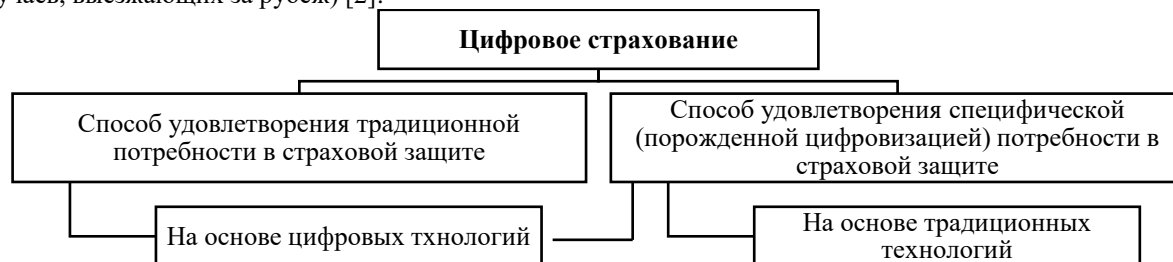 выезжающих за рубеж) [2].
Цифровое страхование
Способ удовлетворения традиционной
потребности в страховой защите
Способ удовлетворения специфической
(порожденной цифровизацией) потребности в
страховой защите
На основе цифровых тхнологий
На основе традиционных
технологий